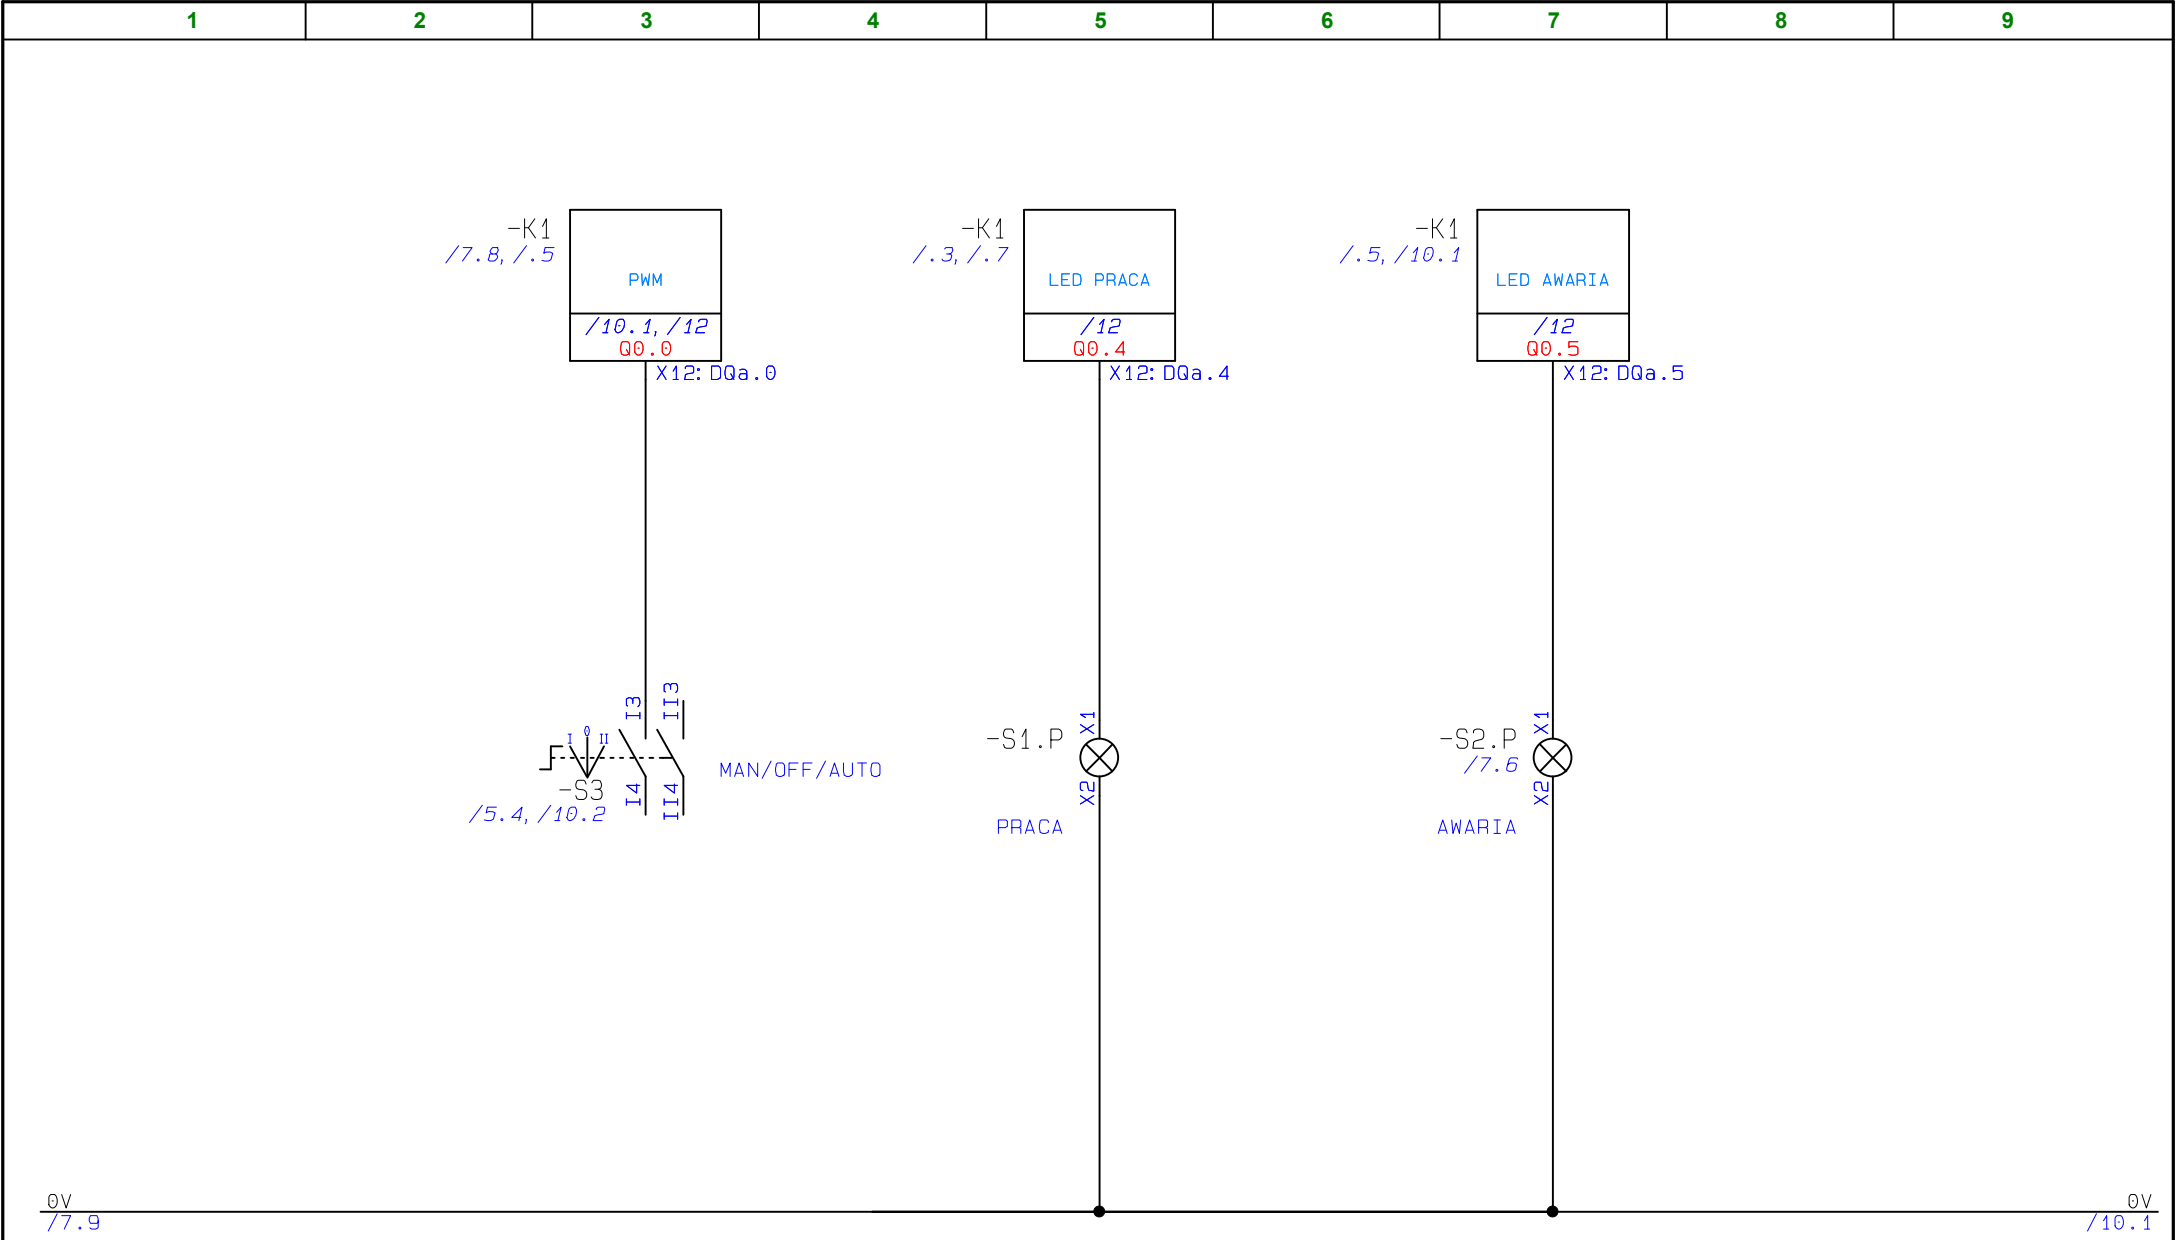 1 2 3 4 5 6 7 8 9
-K1
/7.8, /.5
PWM
/10.1, /12
Q0.0
X12: DQa.0
-K1
/.3, /.7
LED PRACA
/12
Q0.4
X12: DQa.4
-K1
/.5, /10.1
LED AWARIA
/12
Q0.5
X12: DQa.5
I3
II3
I 0 II
-S3
/5.4, /10.2
I4
II4
MAN/OFF/AUTO
-S1.P
X1
X2
PRACA
-S2.P
/7.6
X1
X2
AWARIA
0V
/7.9
0V
/10.1